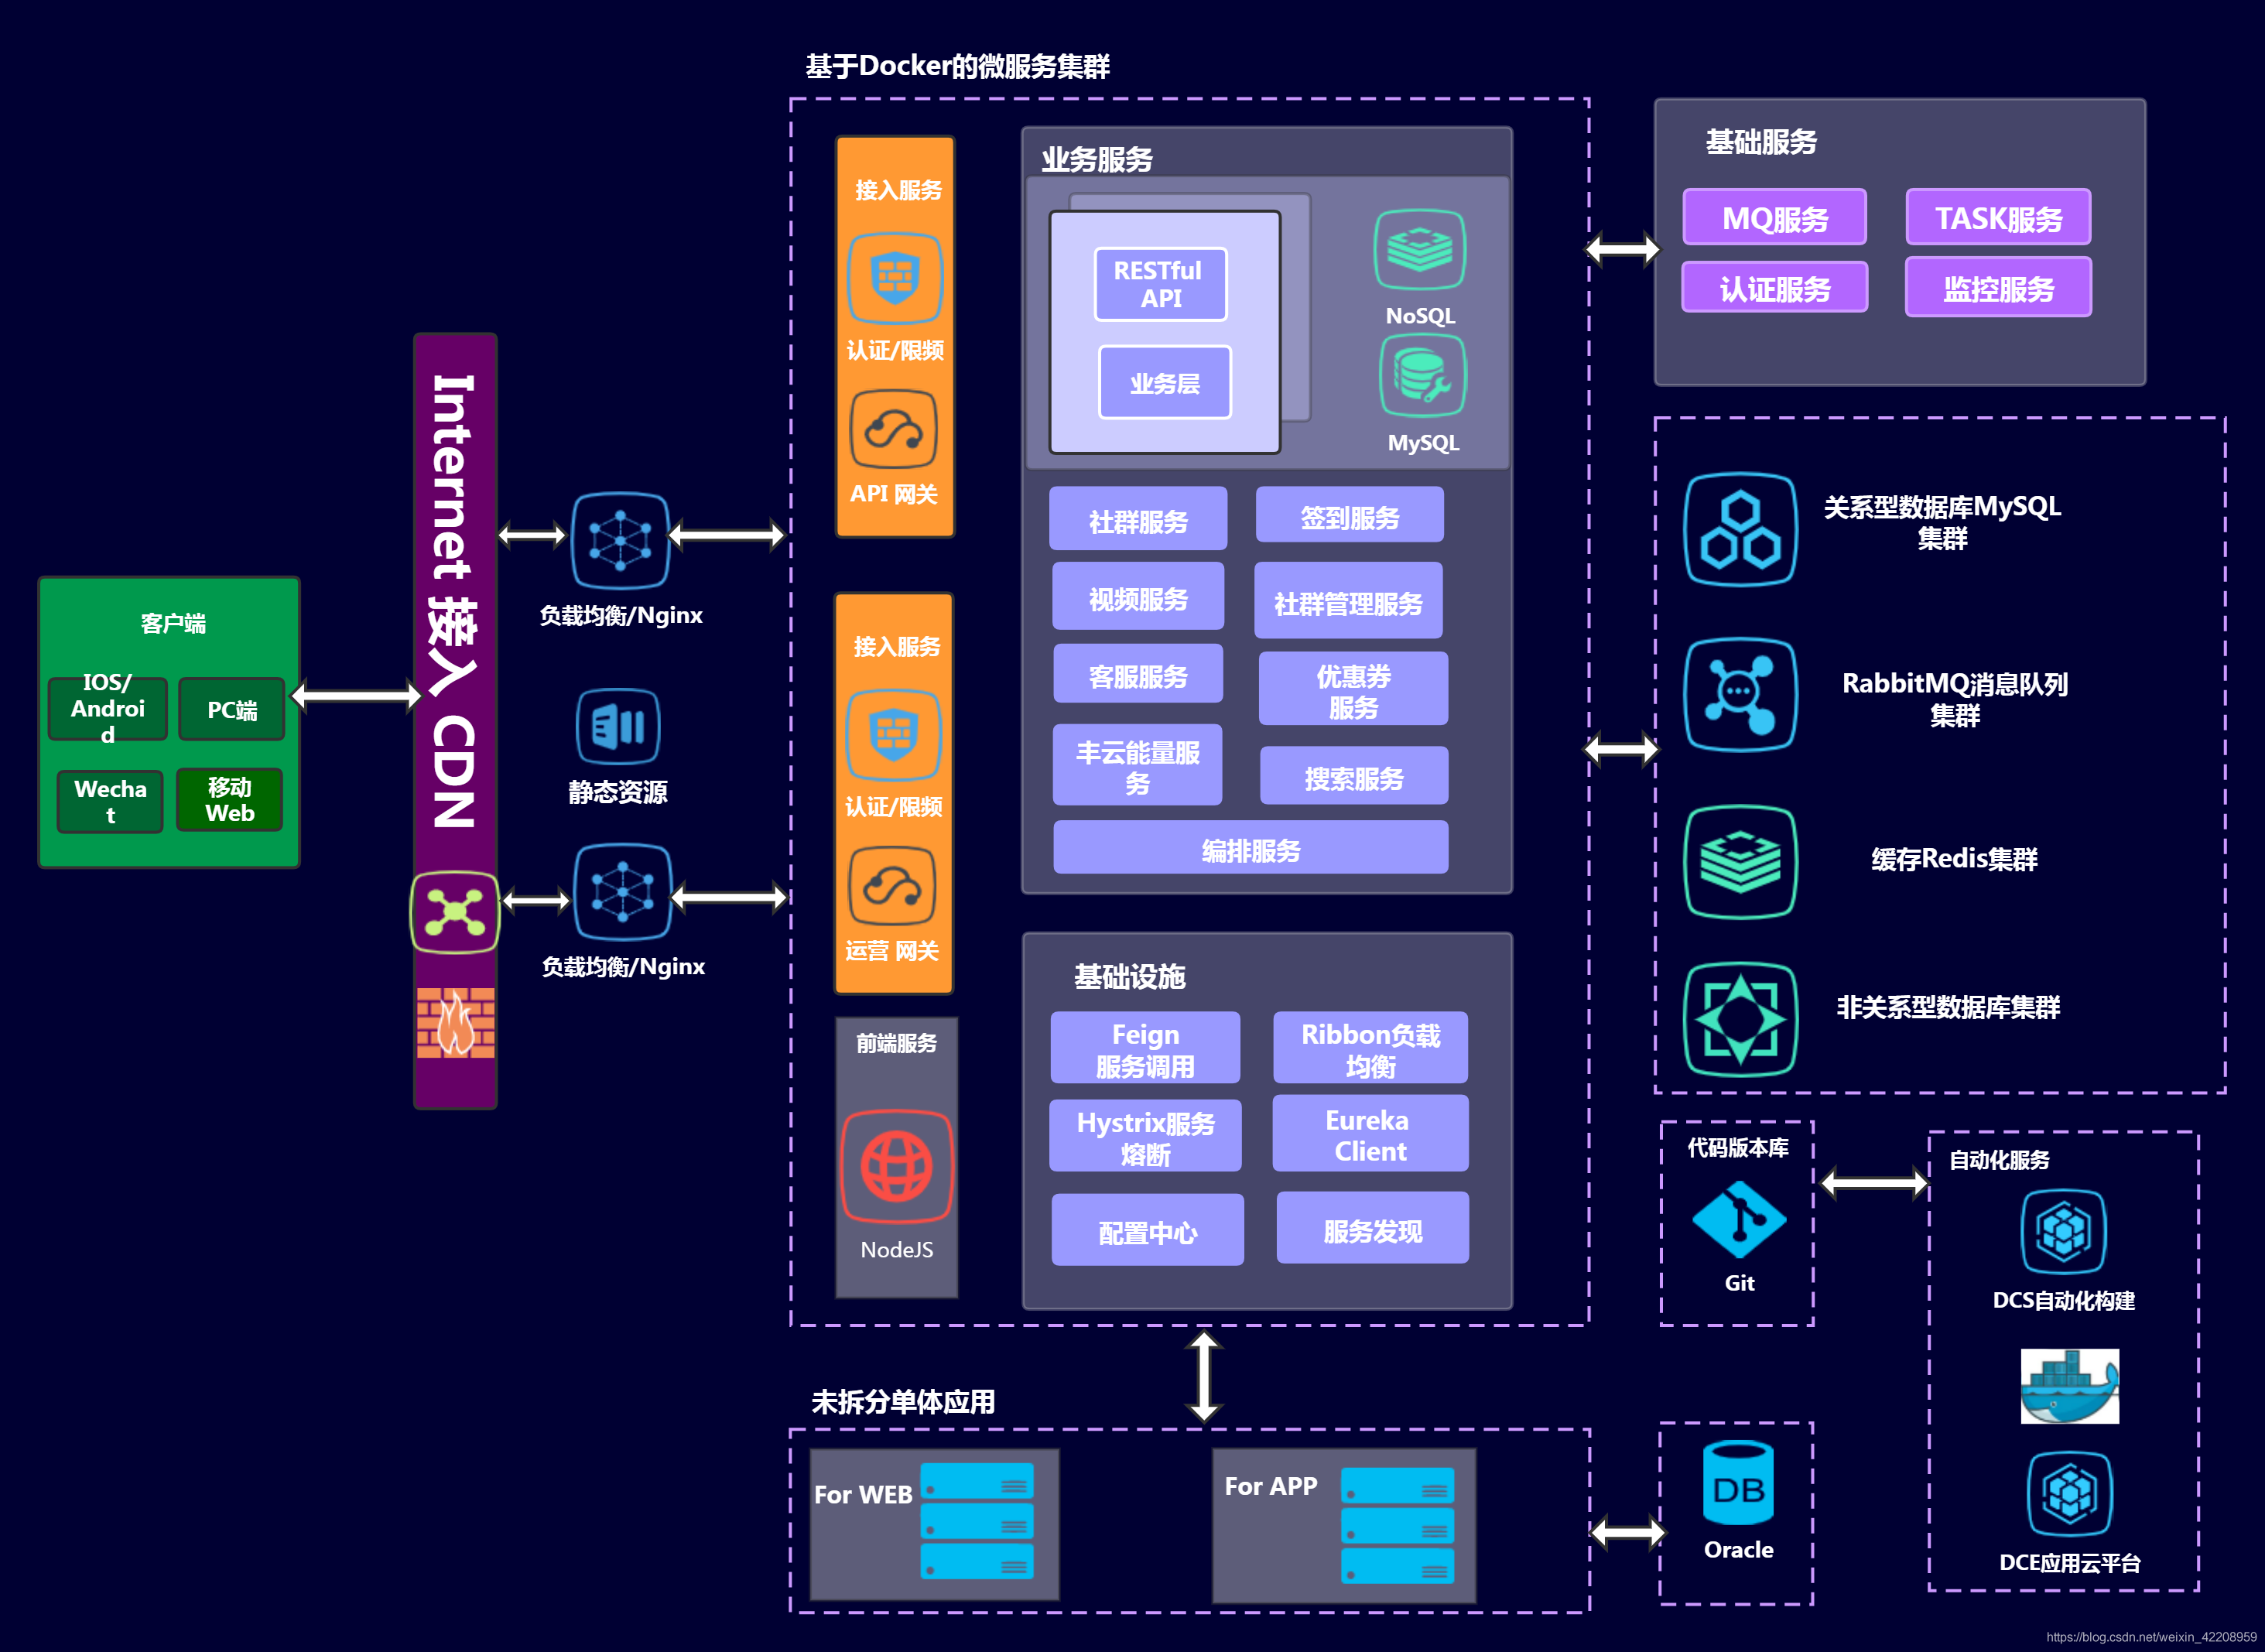 基于Docker的微服务集群
客户端
IOS/
Androi
d
PC端
Wecha
t
移动
Web
Internet 接入 CDN
负载均衡/Nginx
静态资源
负载均衡/Nginx
接入服务
认证/限频
API 网关
接入服务
认证/限频
运营 网关
前端服务
NodeJS
业务服务
RESTful
API
业务层
NoSQL
MySQL
社群服务
签到服务
视频服务
社群管理服务
客服服务
优惠券
服务
丰云能量服
务
搜索服务
编排服务
基础设施
Feign
服务调用
Ribbon负载
均衡
Hystrix服务
熔断
Eureka
Client
配置中心
服务发现
基础服务
MQ服务
TASK服务
认证服务
监控服务
关系型数据库MySQL
集群
RabbitMQ消息队列
集群
缓存Redis集群
非关系型数据库集群
代码版本库
Git
自动化服务
DCS自动化构建
DCE应用云平台
未拆分单体应用
For WEB
For APP
DB
Oracle
https://blog.csdn.net/weixin_42208959